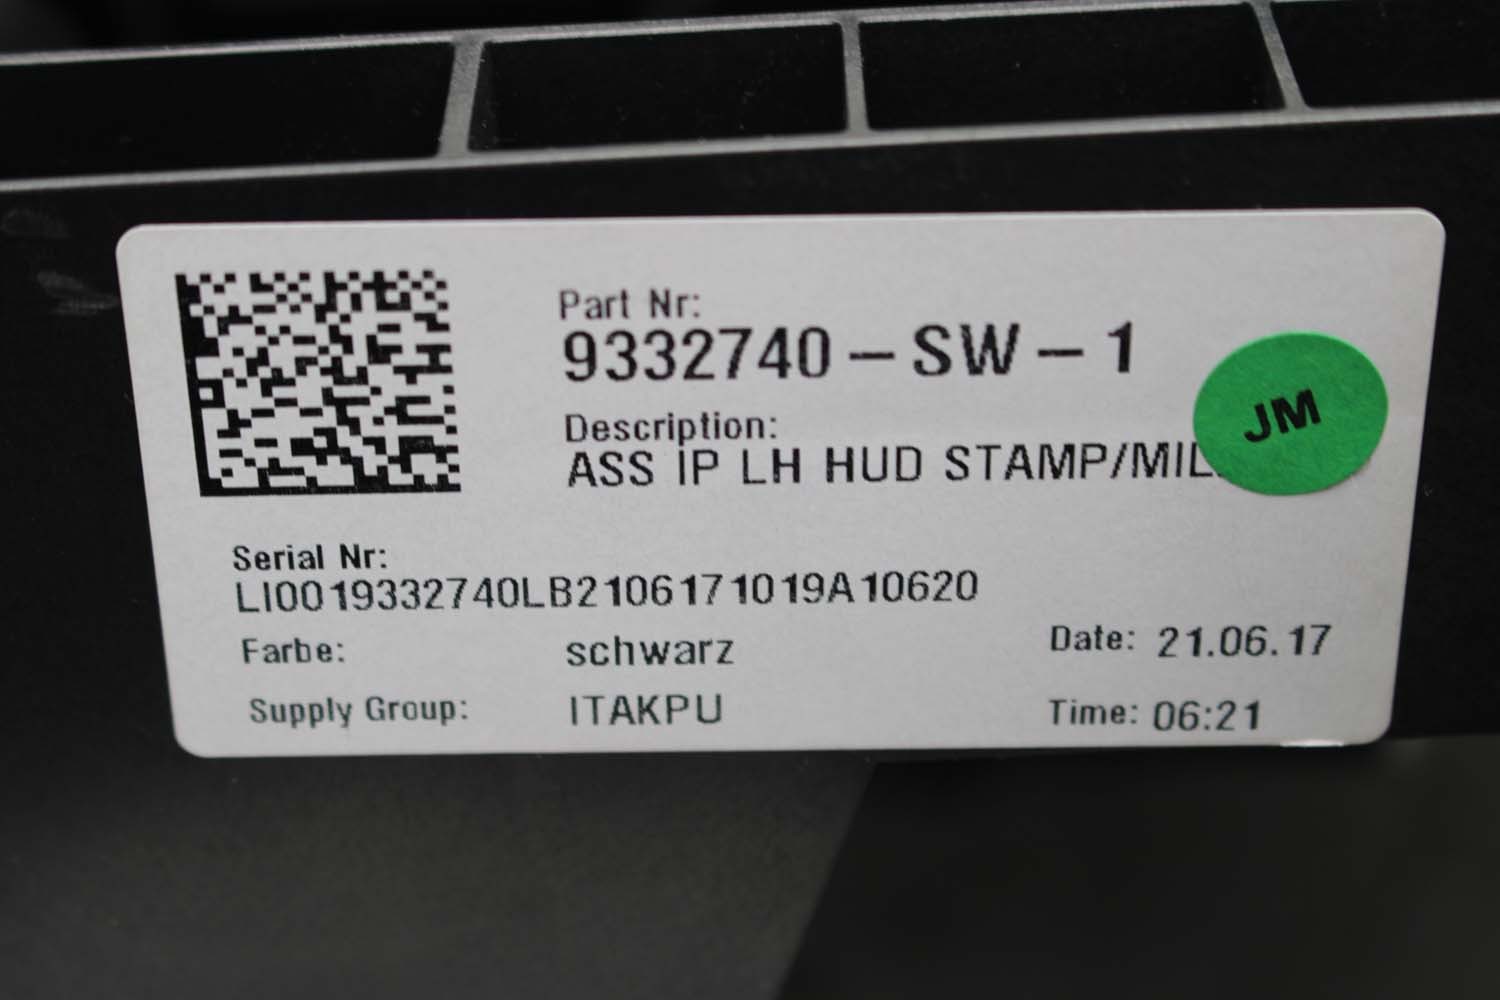 Part Nr:
9332740-SW-1
Description:
ASS IP LH HUD STAMP/MIL
JM
Serial Nr:
LI0019332740LB2106171019A10620
Farbe: schwarz
Date: 21.06.17
Supply Group: ITAKPU
Time: 06:21